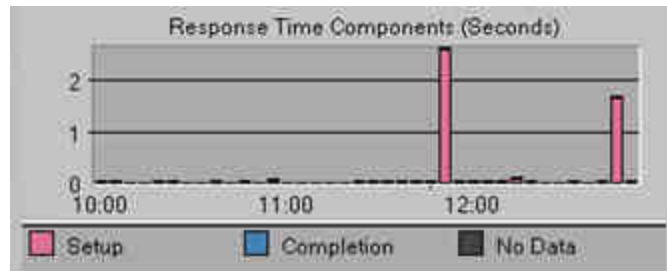 Response Time Components (Seconds)
2
1
0
10:00 11:00 12:00
Setup Completion No Data